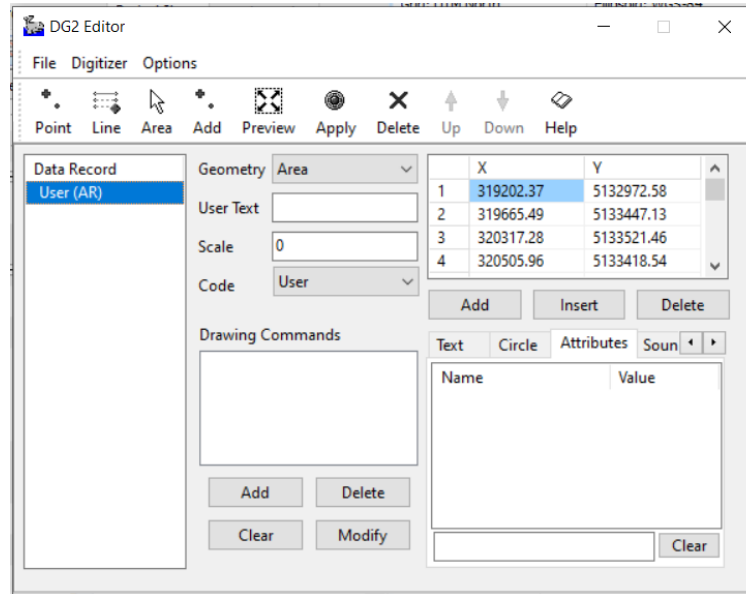 DG2 Editor
File Digitizer Options
Point Line Area Add Preview Apply Delete Up Down Help
Data Record
User (AR)
Geometry Area
User Text
Scale 0
Code User
Drawing Commands
Add Delete
Clear Modify
X Y
1 319202.37 5132972.58
2 319665.49 5133447.13
3 320317.28 5133521.46
4 320505.96 5133418.54
Add Insert Delete
Text Circle Attributes Soun
Name Value
Clear